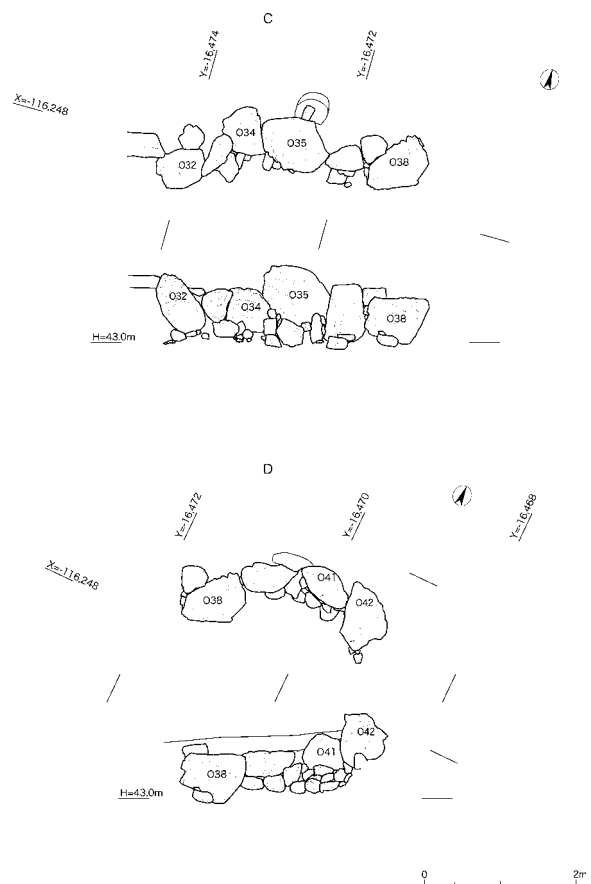 C
Y=-16,474
Y=-16,472
X=-116,248
O34
O35
O32
O38
O32
O34
O35
O38
H=43.0m
D
Y=-16,472
Y=-16,470
Y=-16,468
X=-116,248
O38
O41
O42
O42
O41
O38
H=43.0m
0
2m